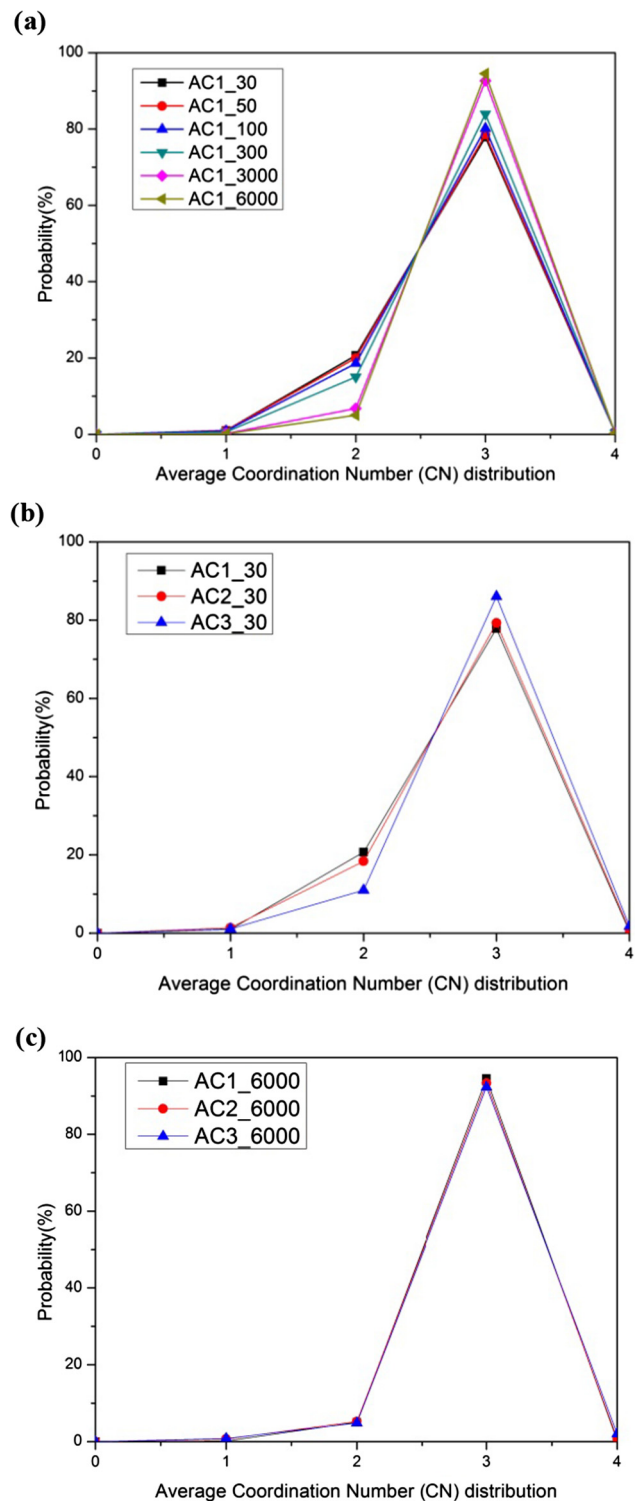 (a)
100
80
60
40
20
0
Probability(%)
AC1_30
AC1_50
AC1_100
AC1_300
AC1_3000
AC1_6000
0 1 2 3 4
Average Coordination Number (CN) distribution
(b)
100
80
60
40
20
0
Probability(%)
AC1_30
AC2_30
AC3_30
0 1 2 3 4
Average Coordination Number (CN) distribution
(c)
100
80
60
40
20
0
Probability(%)
AC1_6000
AC2_6000
AC3_6000
0 1 2 3 4
Average Coordination Number (CN) distribution